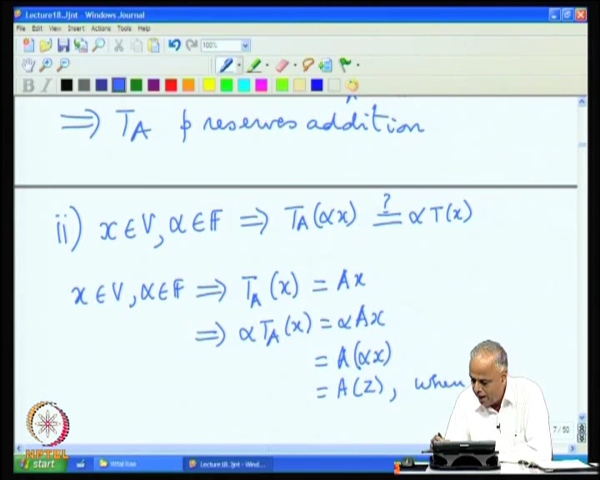 Lecture18.Jnt - Windows Journal
File Edit View Insert Actions Tools Help
100%
B I
⇒ T_A preserves addition
ii) x ∈ V, α ∈ F ⇒ T_A(αx) =? αT(x)
x ∈ V, α ∈ F ⇒ T_A(x) = Ax
⇒ αT_A(x) = αAx
= A(αx)
= A(z), when
7 / 50
NPTEL
start Lecture18.Jnt - Wind...